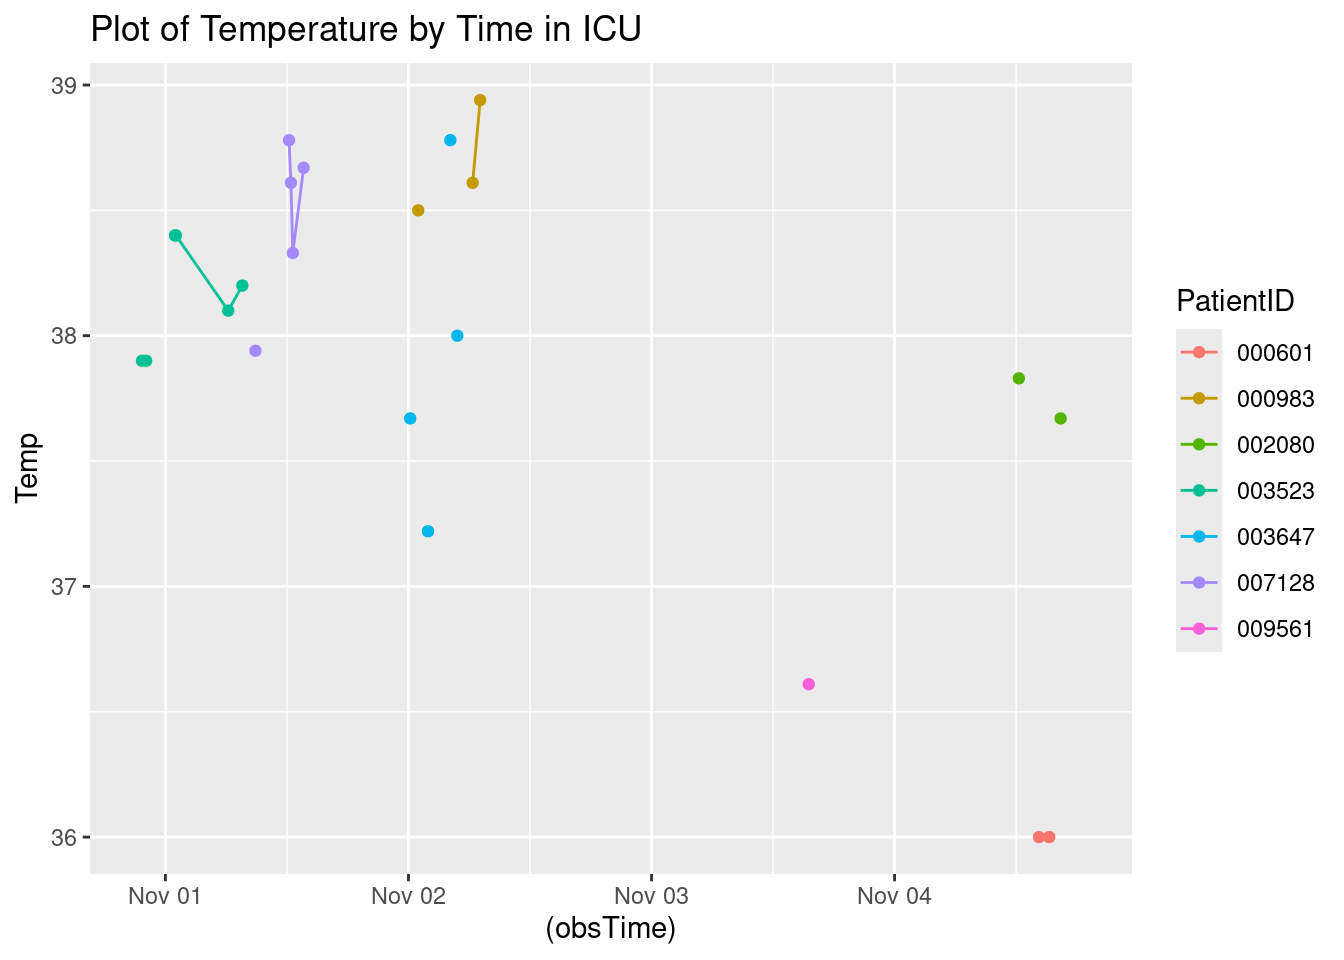 Plot of Temperature by Time in ICU
39
38
37
36
Temp
Nov 01
Nov 02
Nov 03
Nov 04
(obsTime)
PatientID
000601
000983
002080
003523
003647
007128
009561